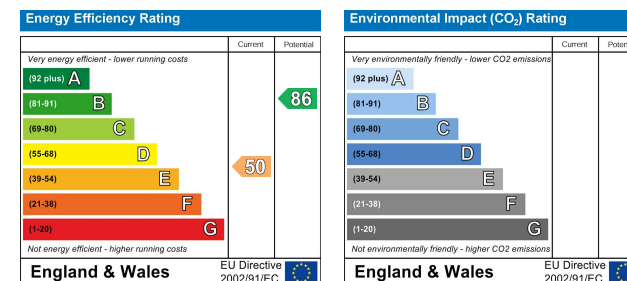 Energy Efficiency Rating
Current Potential
Very energy efficient - lower running costs
(92 plus) A
(81-91) B
86
(69-80) C
(55-68) D
50
(39-54) E
(21-38) F
(1-20) G
Not energy efficient - higher running costs
England & Wales
EU Directive
2002/91/EC
Environmental Impact (CO2) Rating
Current Poten
Very environmentally friendly - lower CO2 emissions
(92 plus) A
(81-91) B
(69-80) C
(55-68) D
(39-54) E
(21-38) F
(1-20) G
Not environmentally friendly - higher CO2 emissions
England & Wales
EU Directive
2002/91/EC